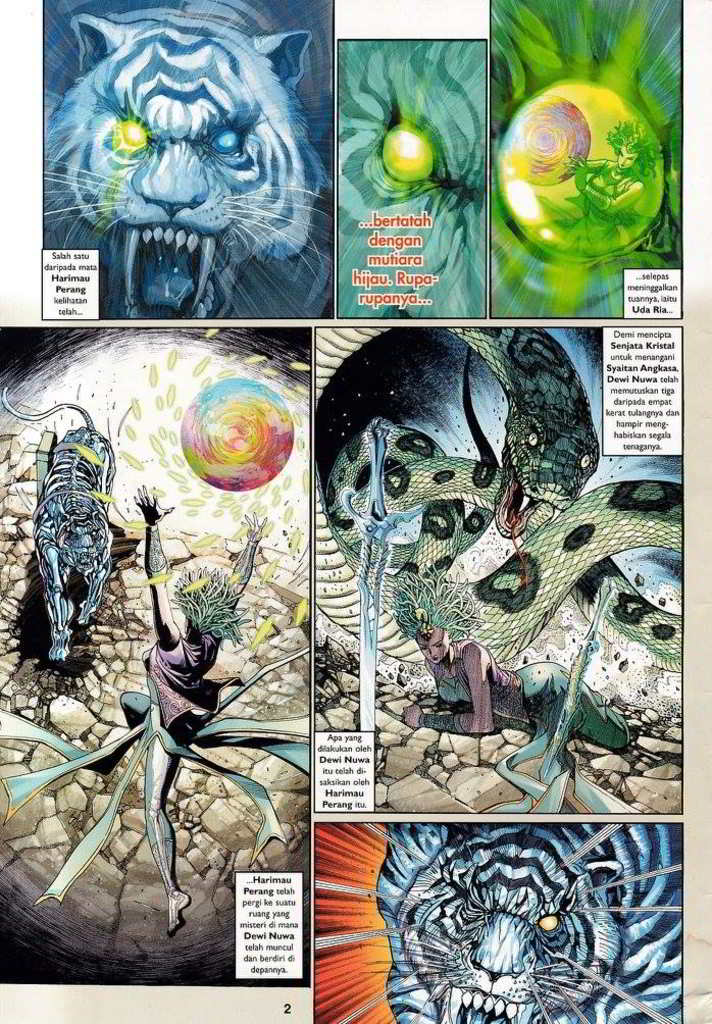 Salah satu
daripada mata
Harimau
Perang
kelihatan
telah...
...bertatah
dengan
mutiara
hijau. Rupa-
rupanya...
...selepas
meninggalkan
tuannya, iaitu
Uda Ria...
...Harimau
Perang telah
pergi ke suatu
ruang yang
misteri di mana
Dewi Nuwa
telah muncul
dan berdiri di
depannya.
Demi mencipta
Senjata Kristal
untuk menangani
Syaitan Angkasa,
Dewi Nuwa telah
memutuskan tiga
daripada empat
kerat tulangnya dan
hampir meng-
habiskan segala
tenaganya.
Apa yang
dilakukan oleh
Dewi Nuwa
itu telah di-
saksikan oleh
Harimau
Perang itu.
2